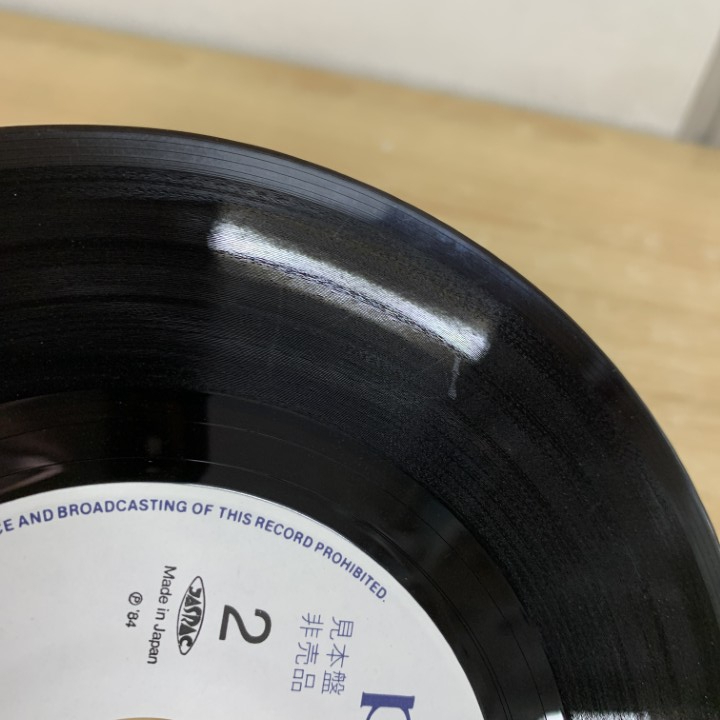 CE AND BROADCASTING OF THIS RECORD PROHIBITED.
見本盤
非売品
2
JASRAC
Made in Japan
℗ '84